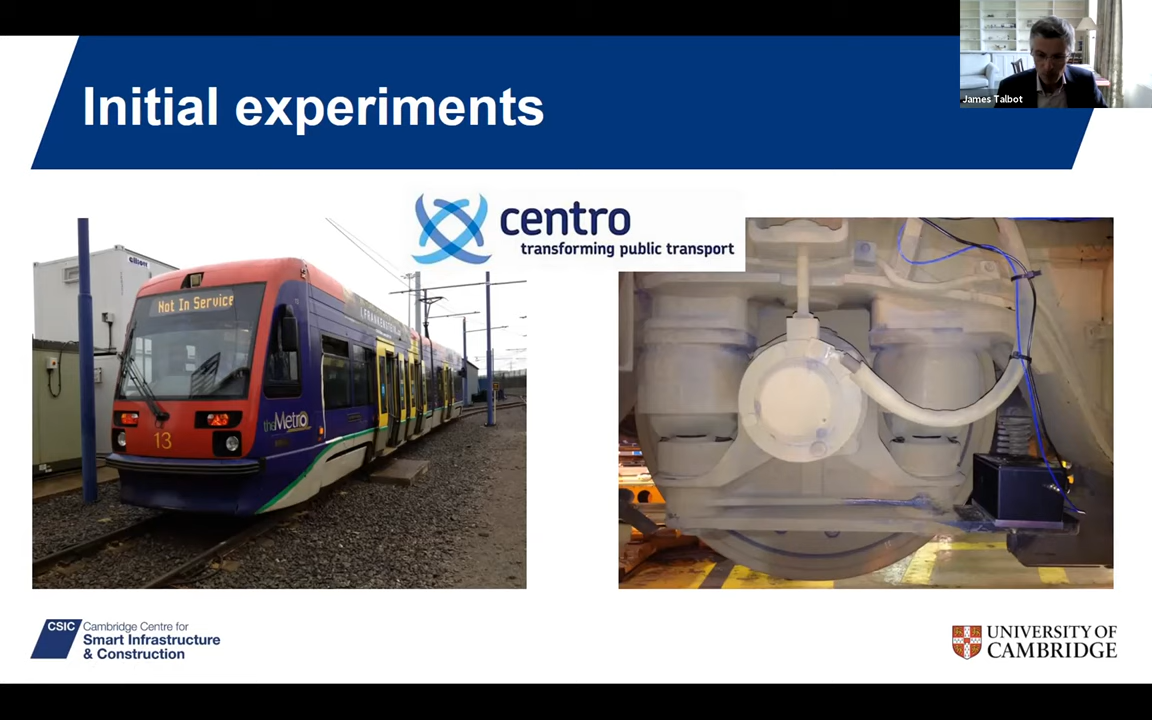 Initial experiments
James Talbot
centro
transforming public transport
Not In Service
theMetro
13
CSIC
Cambridge Centre for
Smart Infrastructure
& Construction
UNIVERSITY OF
CAMBRIDGE